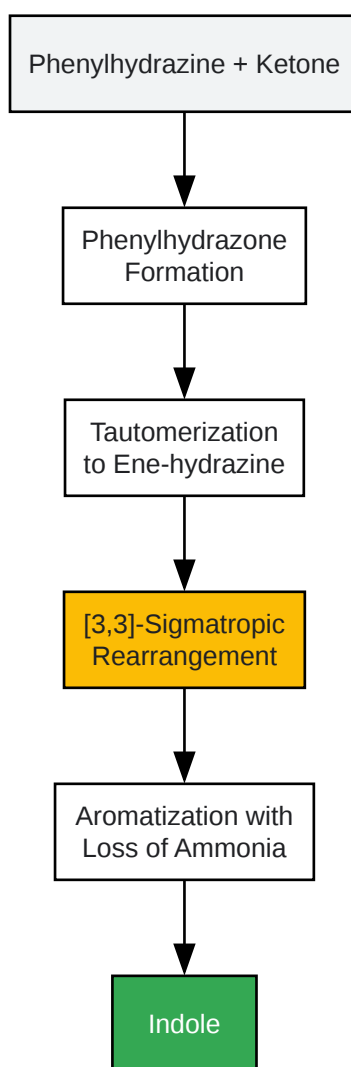 Phenylhydrazine + Ketone
Phenylhydrazone
Formation
Tautomerization
to Ene-hydrazine
[3,3]-Sigmatropic
Rearrangement
Aromatization with
Loss of Ammonia
Indole